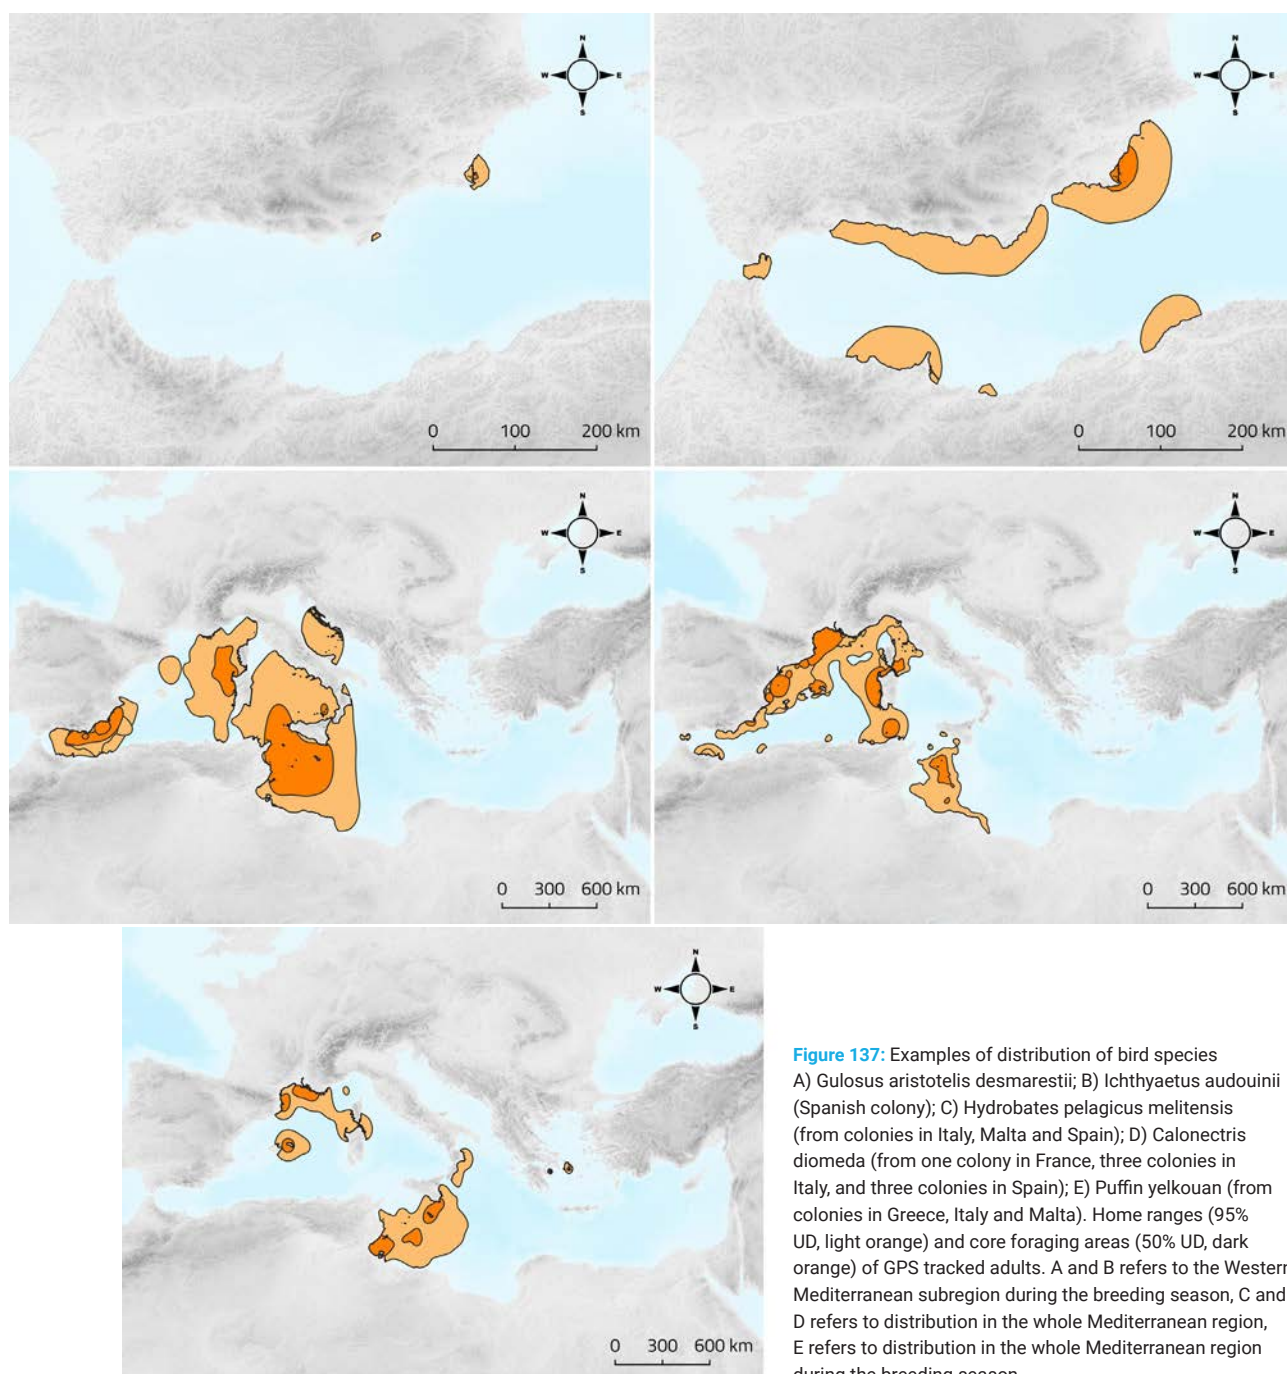 N
W E
S
0 100 200 km
N
W E
S
0 100 200 km
N
W E
S
0 300 600 km
N
W E
S
0 300 600 km
N
W E
S
0 300 600 km
Figure 137: Examples of distribution of bird species
A) Gulosus aristotelis desmarestii; B) Ichthyaetus audouinii
(Spanish colony); C) Hydrobates pelagicus melitensis
(from colonies in Italy, Malta and Spain); D) Calonectris
diomeda (from one colony in France, three colonies in
Italy, and three colonies in Spain); E) Puffin yelkouan (from
colonies in Greece, Italy and Malta). Home ranges (95%
UD, light orange) and core foraging areas (50% UD, dark
orange) of GPS tracked adults. A and B refers to the Western
Mediterranean subregion during the breeding season, C and
D refers to distribution in the whole Mediterranean region,
E refers to distribution in the whole Mediterranean region
during the breeding season